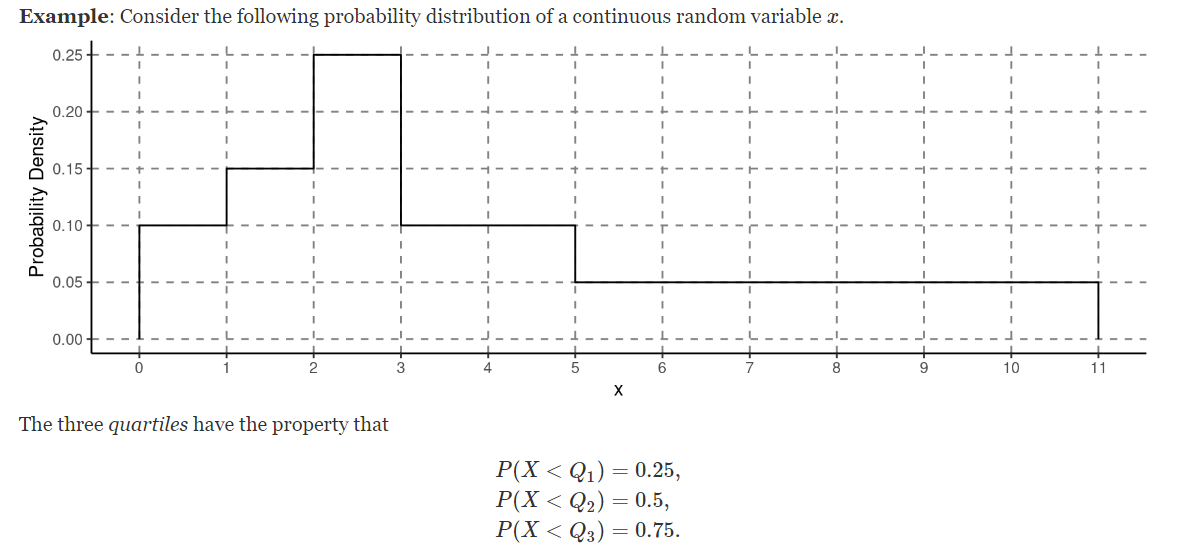 Example: Consider the following probability distribution of a continuous random variable x.
0.25
0.20
0.15
0.10
0.05
0.00
Probability Density
0 1 2 3 4 5 6 7 8 9 10 11
x
The three quartiles have the property that
P(X < Q₁) = 0.25,
P(X < Q₂) = 0.5,
P(X < Q₃) = 0.75.